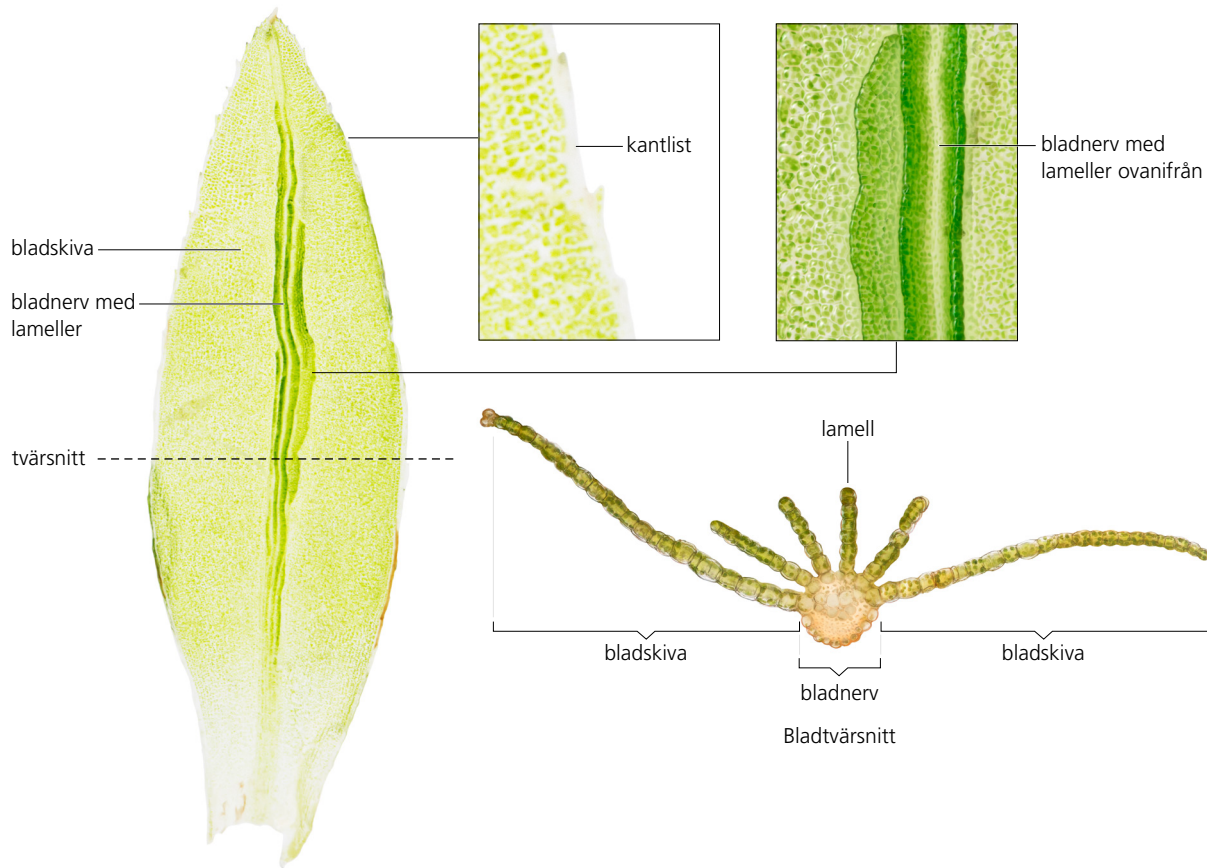 kantlist
bladnerv med
lameller ovanifrån
bladskiva
bladnerv med
lameller
tvärsnitt
lamell
bladskiva
bladskiva
bladnerv
Bladtvärsnitt